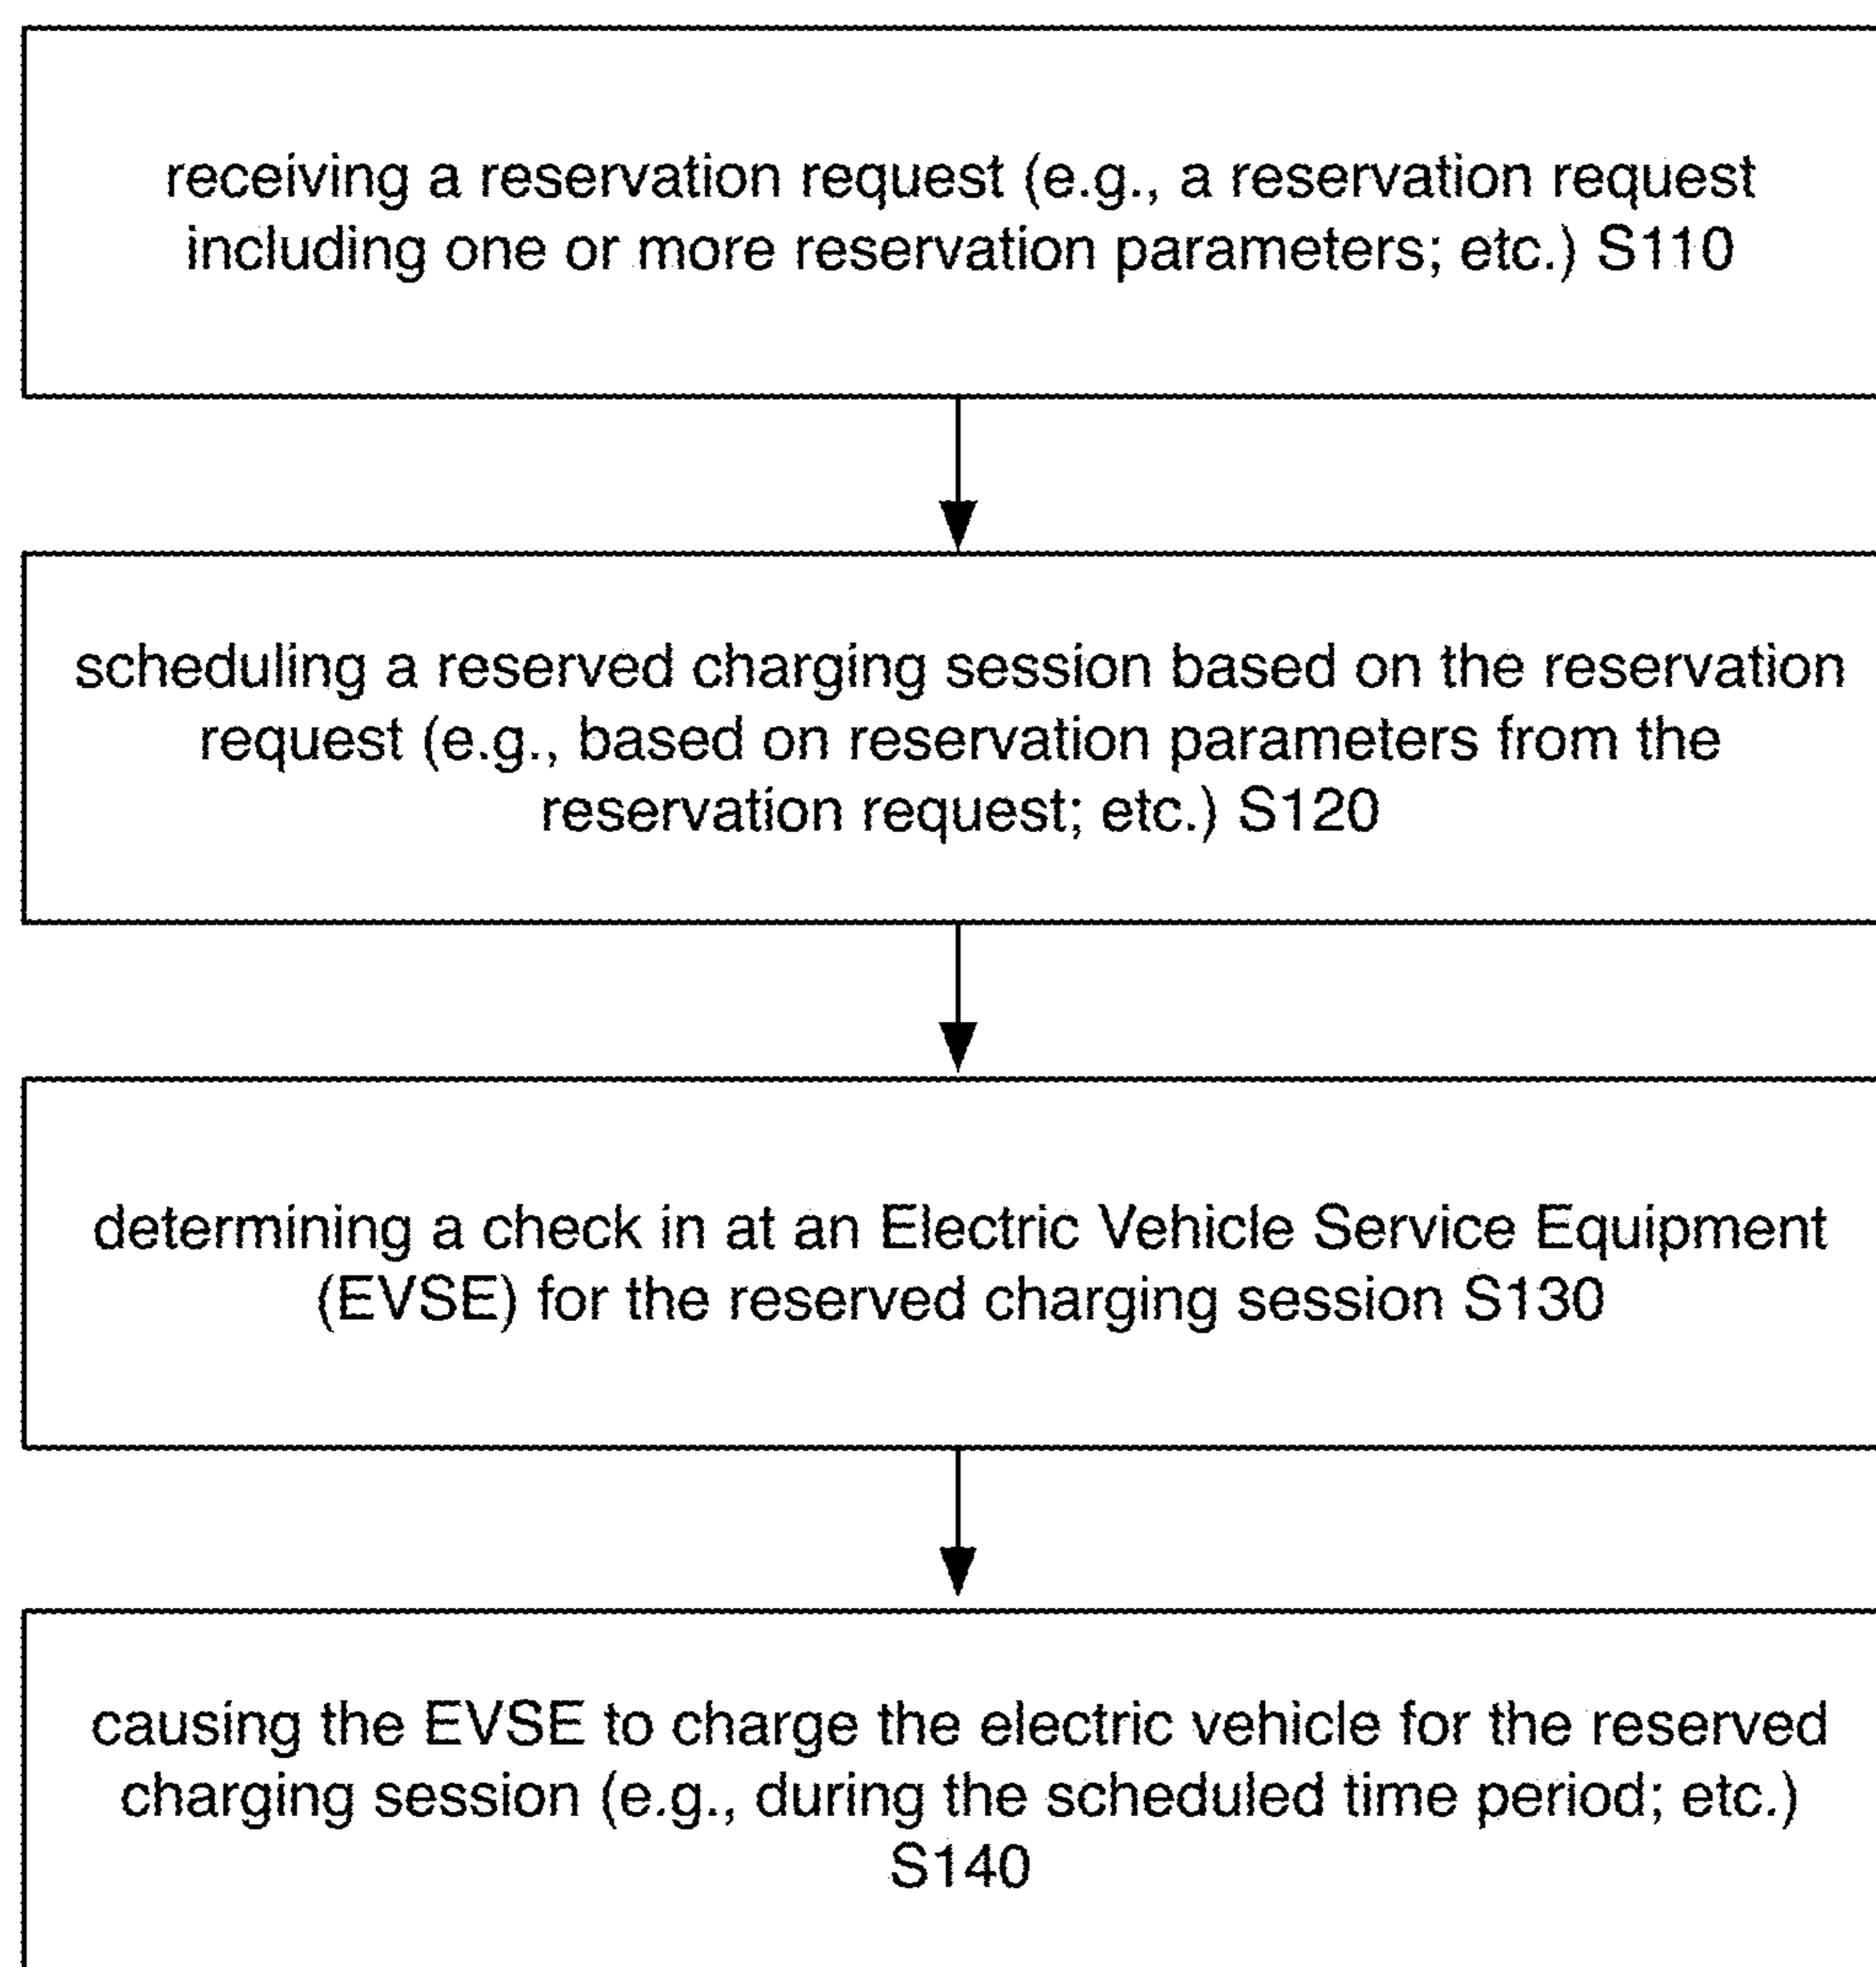 receiving a reservation request (e.g., a reservation request
including one or more reservation parameters; etc.) S110
scheduling a reserved charging session based on the reservation
request (e.g., based on reservation parameters from the
reservation request; etc.) S120
determining a check in at an Electric Vehicle Service Equipment
(EVSE) for the reserved charging session S130
causing the EVSE to charge the electric vehicle for the reserved
charging session (e.g., during the scheduled time period; etc.)
S140